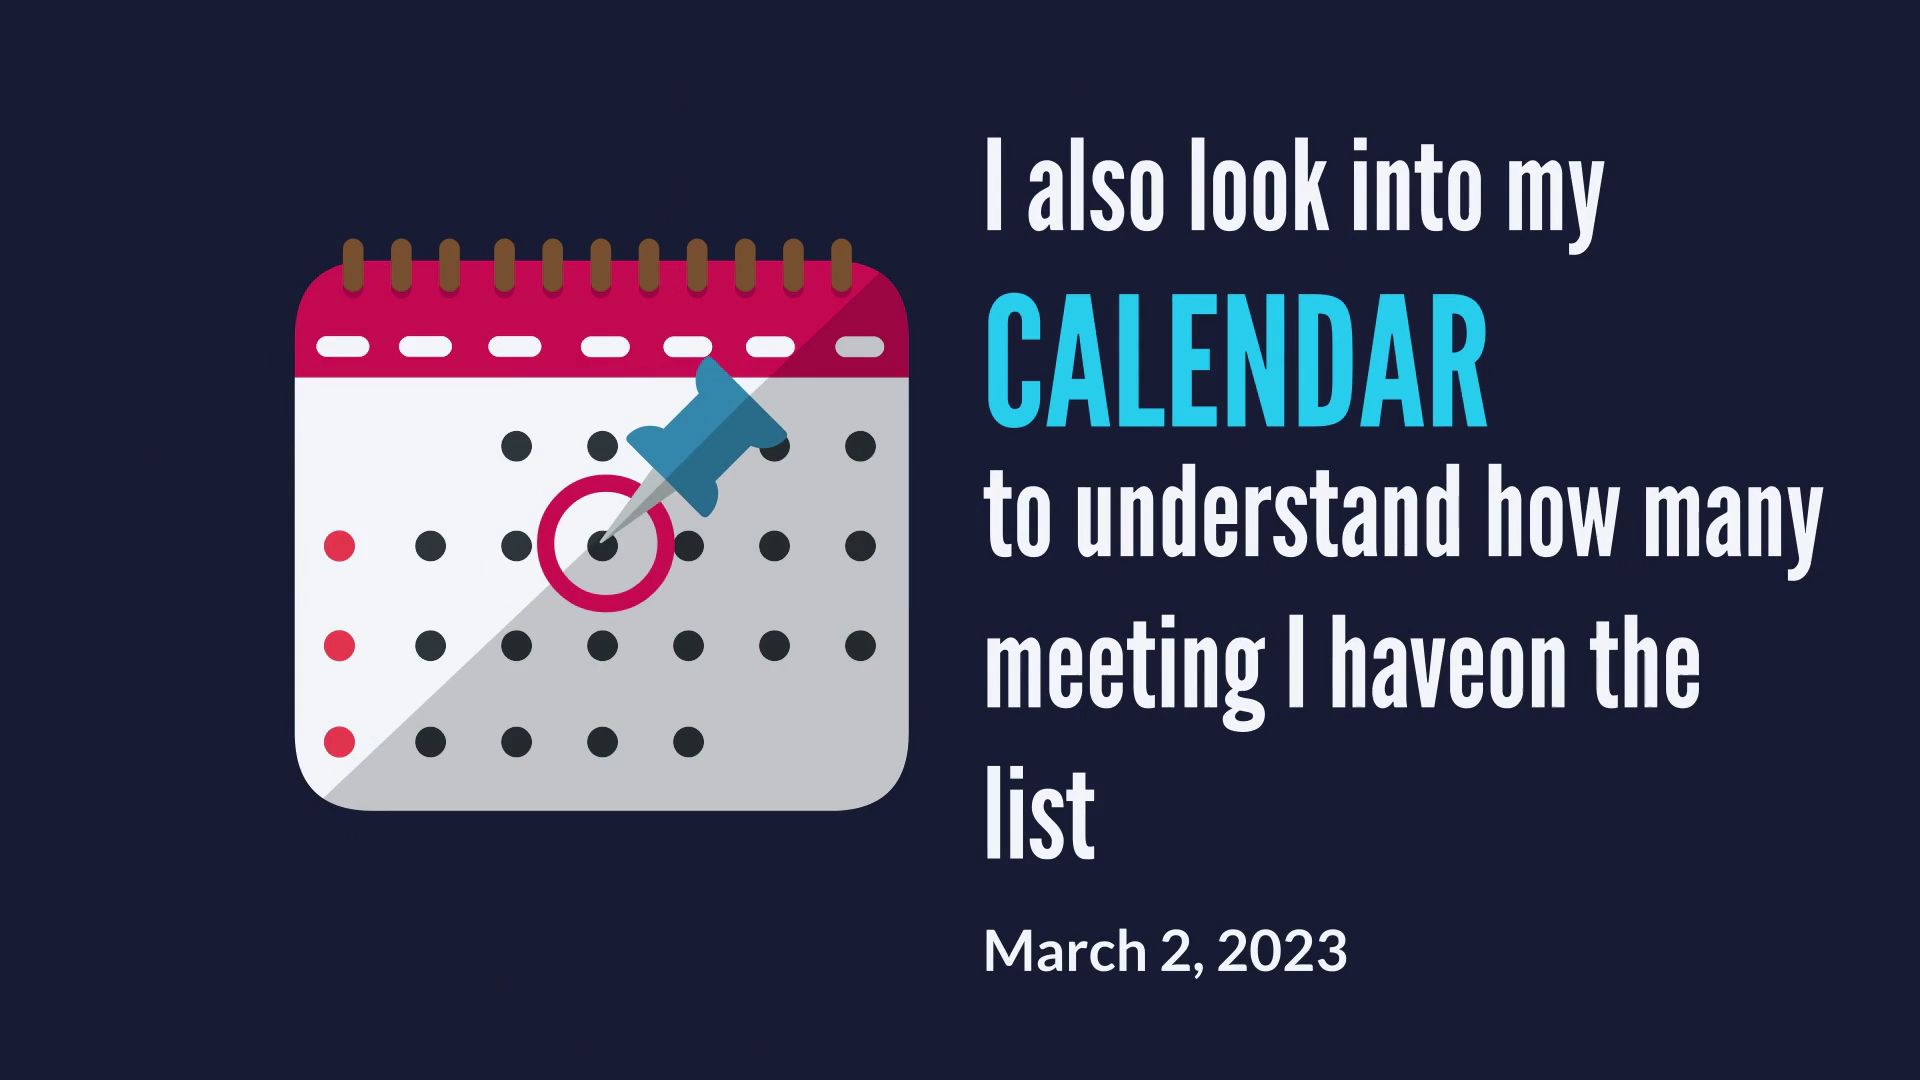 I also look into my
CALENDAR
to understand how many
meeting I haveon the
list
March 2, 2023